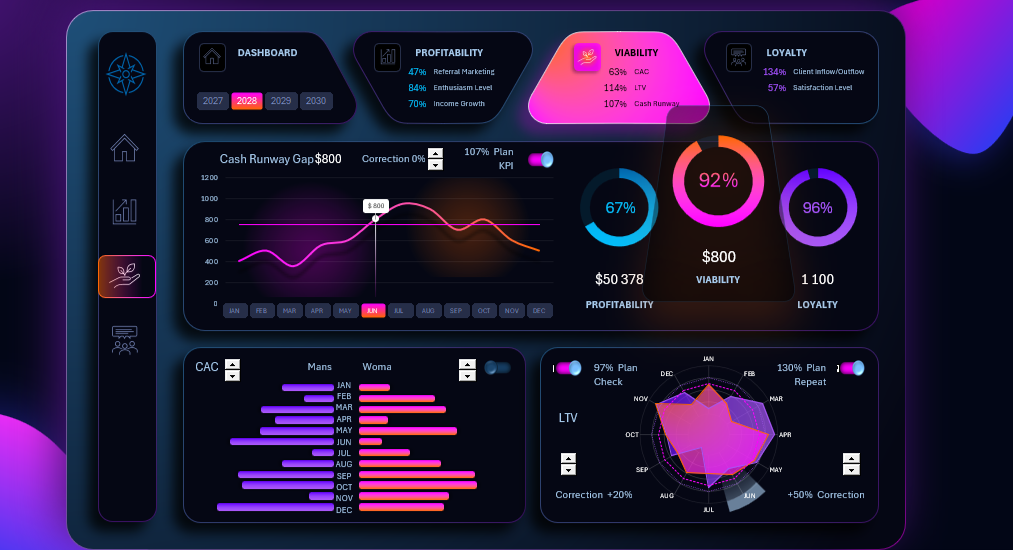 DASHBOARD
2027 2028 2029 2030
PROFITABILITY
47% Referral Marketing
84% Enthusiasm Level
70% Income Growth
VIABILITY
63% CAC
114% LTV
107% Cash Runway
LOYALTY
134% Client Inflow/Outflow
57% Satisfaction Level
Cash Runway Gap $800
Correction 0%
107% Plan
KPI
1200
1000
800
600
400
200
0
$ 800
JAN FEB MAR APR MAY JUN JUL AUG SEP OCT NOV DEC
67%
$50 378
PROFITABILITY
92%
$800
VIABILITY
96%
1 100
LOYALTY
CAC
Mans Woma
JAN
FEB
MAR
APR
MAY
JUN
JUL
AUG
SEP
OCT
NOV
DEC
97% Plan
Check
130% Plan
Repeat
LTV
JAN
FEB
MAR
APR
MAY
JUN
JUL
AUG
SEP
OCT
NOV
DEC
Correction +20%
+50% Correction